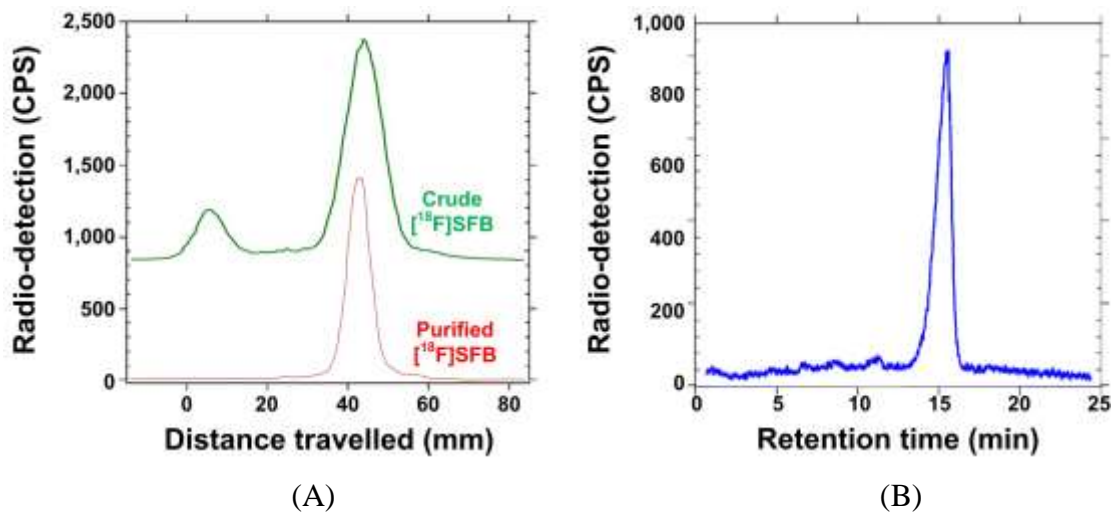 2,500
2,000
1,500
1,000
500
0
Radio-detection (CPS)
Crude
[¹⁸F]SFB
Purified
[¹⁸F]SFB
0 20 40 60 80
Distance travelled (mm)
(A)
1,000
800
600
400
200
0
Radio-detection (CPS)
0 5 10 15 20 25
Retention time (min)
(B)